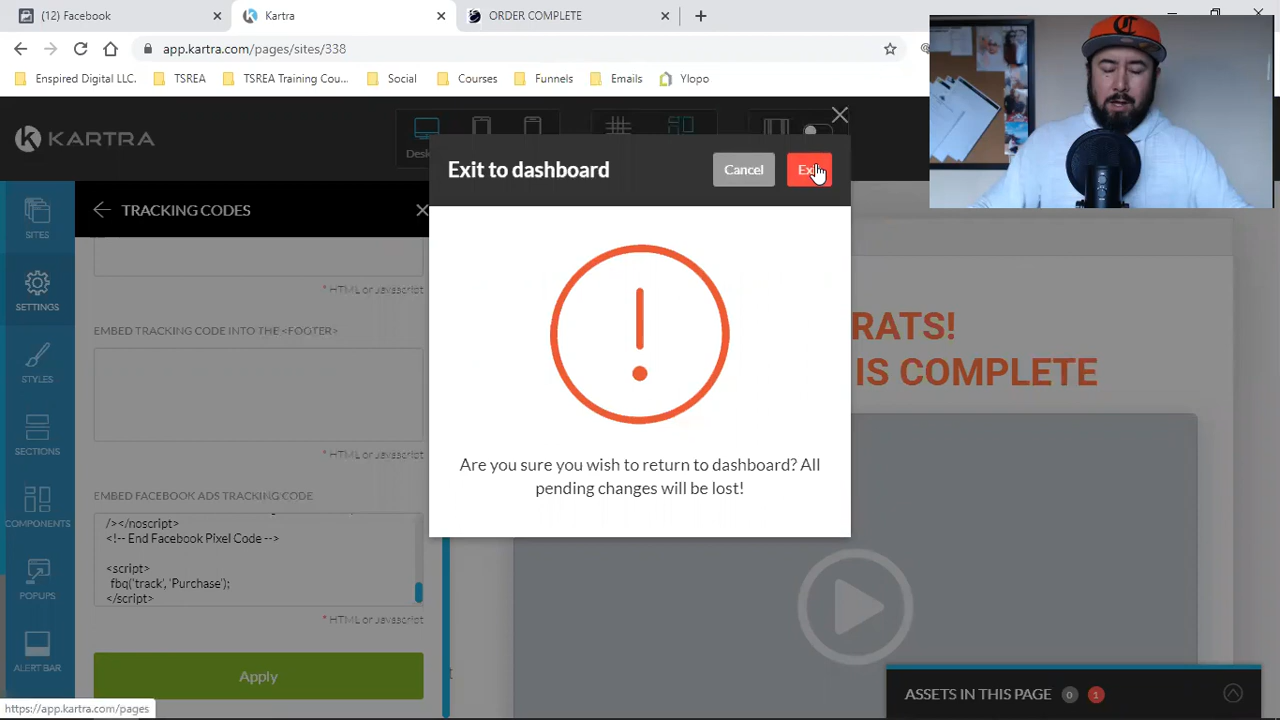 (12) Facebook
Kartra
ORDER COMPLETE
app.kartra.com/pages/sites/338
Enspired Digital LLC.
TSREA
TSREA Training Cou...
Social
Courses
Funnels
Emails
Ylopo
KARTRA
Exit to dashboard
Cancel
TRACKING CODES
SITES
* HTML or Javascript
SETTINGS
EMBED TRACKING CODE INTO THE <FOOTER>
STYLES
SECTIONS
* HTML or Javascript
Are you sure you wish to return to dashboard? All
pending changes will be lost!
RATS!
IS COMPLETE
EMBED FACEBOOK ADS TRACKING CODE
COMPONENTS
/></noscript>
<!-- End Facebook Pixel Code -->
<script>
fbq('track', 'Purchase');
</script>
POPUPS
* HTML or Javascript
ALERT BAR
Apply
ASSETS IN THIS PAGE 0 1
https://app.kartra.com/pages